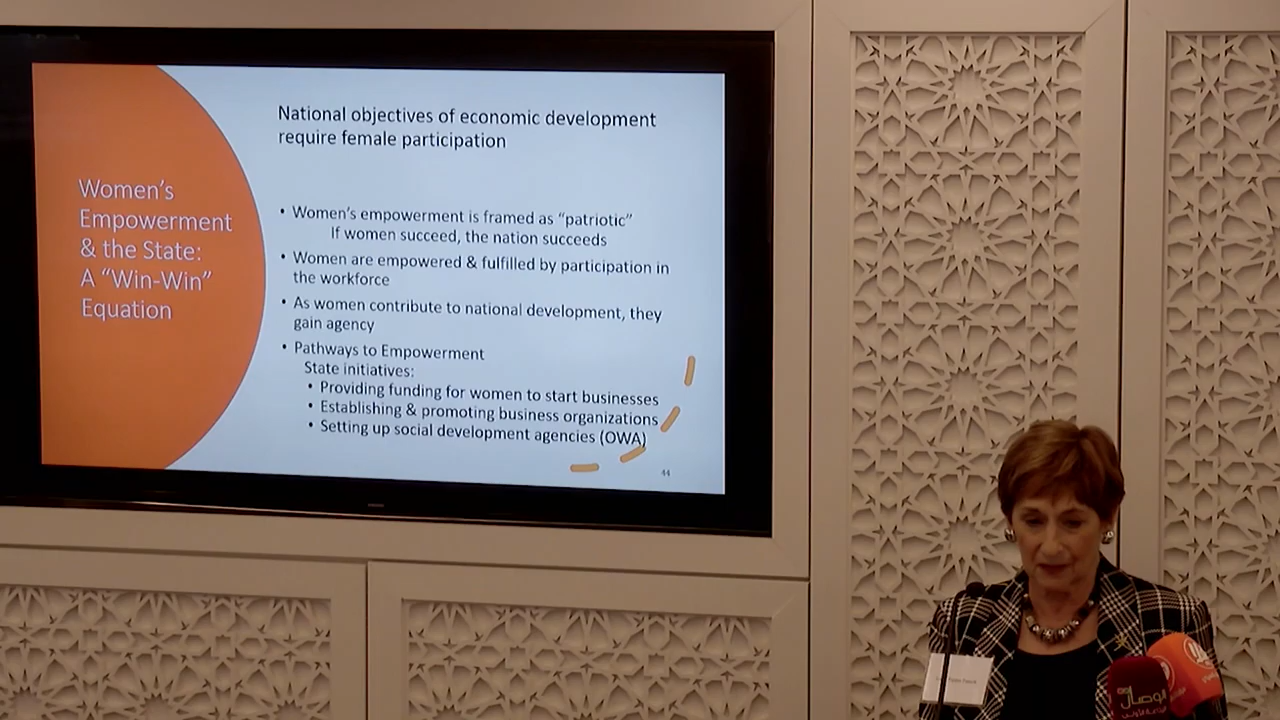 Women's
Empowerment
& the State:
A "Win-Win"
Equation
National objectives of economic development
require female participation
• Women's empowerment is framed as "patriotic"
If women succeed, the nation succeeds
• Women are empowered & fulfilled by participation in
the workforce
• As women contribute to national development, they
gain agency
• Pathways to Empowerment
State initiatives:
• Providing funding for women to start businesses
• Establishing & promoting business organizations
• Setting up social development agencies (OWA)
44
الوصال